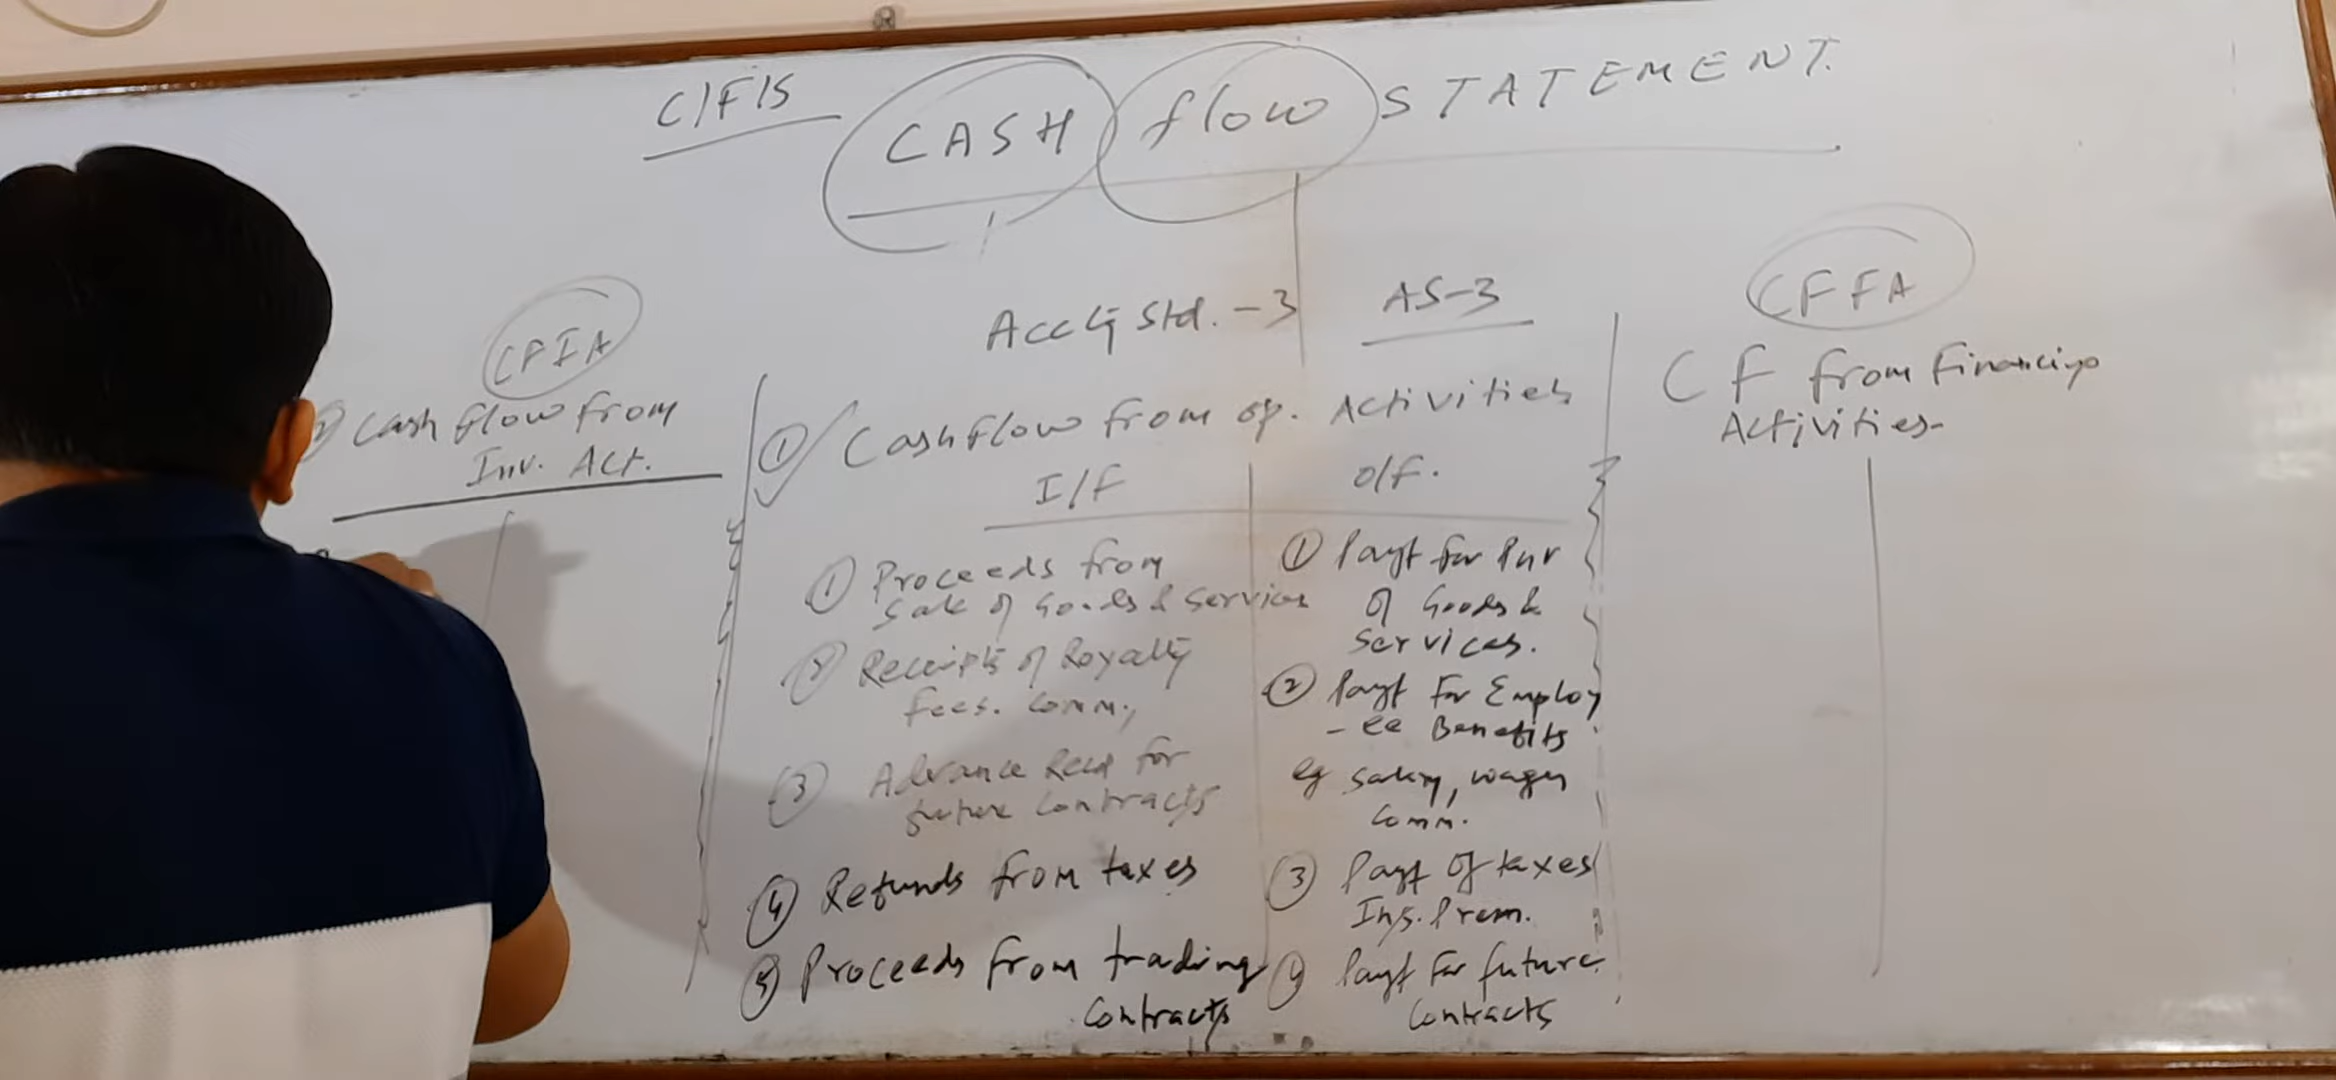 C/F/S CASH flow STATEMENT.
Accty Std. -3 AS-3
CFIA
Cash flow from
Inv. Act.
① Cashflow from op. Activities
I/F
① Proceeds from
Sale of Goods & Services
② Receipts of Royalty
Fees. Comm.,
③ Advance Recd for
future contracts
④ Refunds from taxes
⑤ Proceeds from trading
contracts
O/F.
① Payt for Pur
of Goods &
Services.
② Payt for Employ
-ee Benefits
eg salary, wages
Comm.
③ Payt of taxes
Ins. Prem.
④ Payt for future
contracts
CFFA
CF from Financing
Activities-